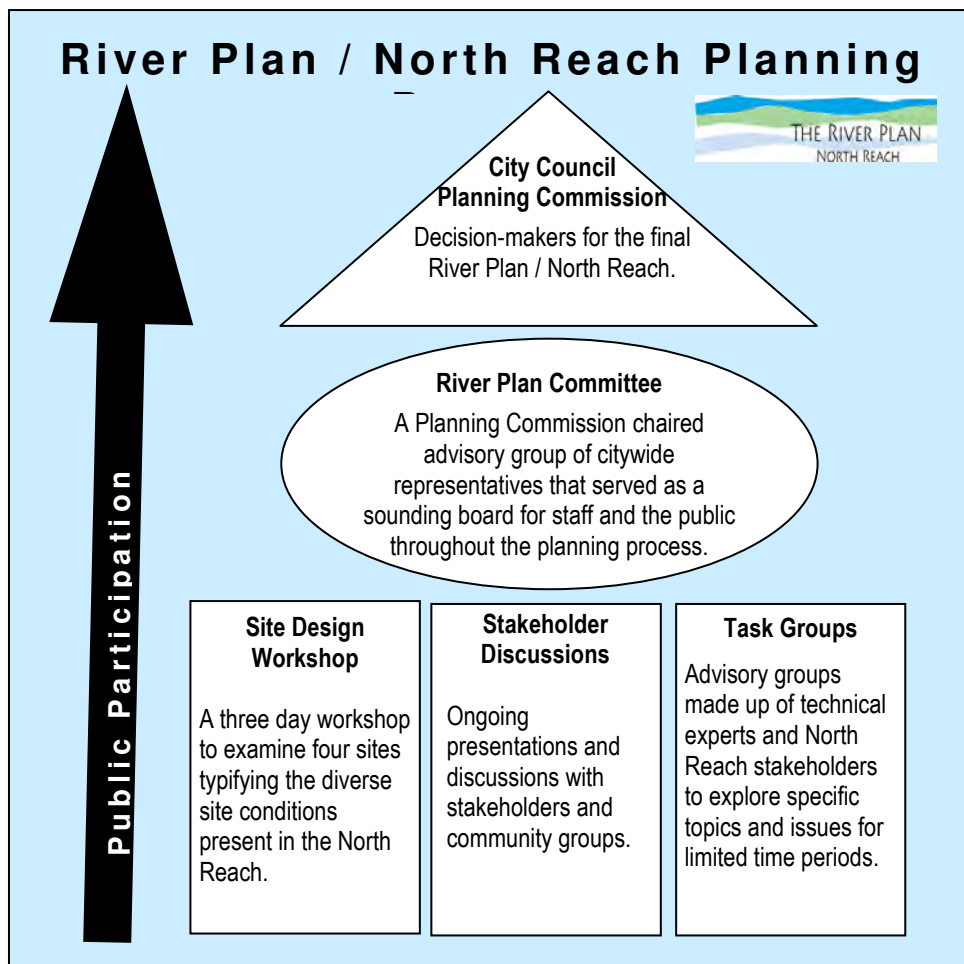 River Plan / North Reach Planning
THE RIVER PLAN
NORTH REACH
City Council
Planning Commission
Decision-makers for the final
River Plan / North Reach.
River Plan Committee
A Planning Commission chaired
advisory group of citywide
representatives that served as a
sounding board for staff and the public
throughout the planning process.
Public Participation
Site Design
Workshop
A three day workshop
to examine four sites
typifying the diverse
site conditions
present in the North
Reach.
Stakeholder
Discussions
Ongoing
presentations and
discussions with
stakeholders and
community groups.
Task Groups
Advisory groups
made up of technical
experts and North
Reach stakeholders
to explore specific
topics and issues for
limited time periods.